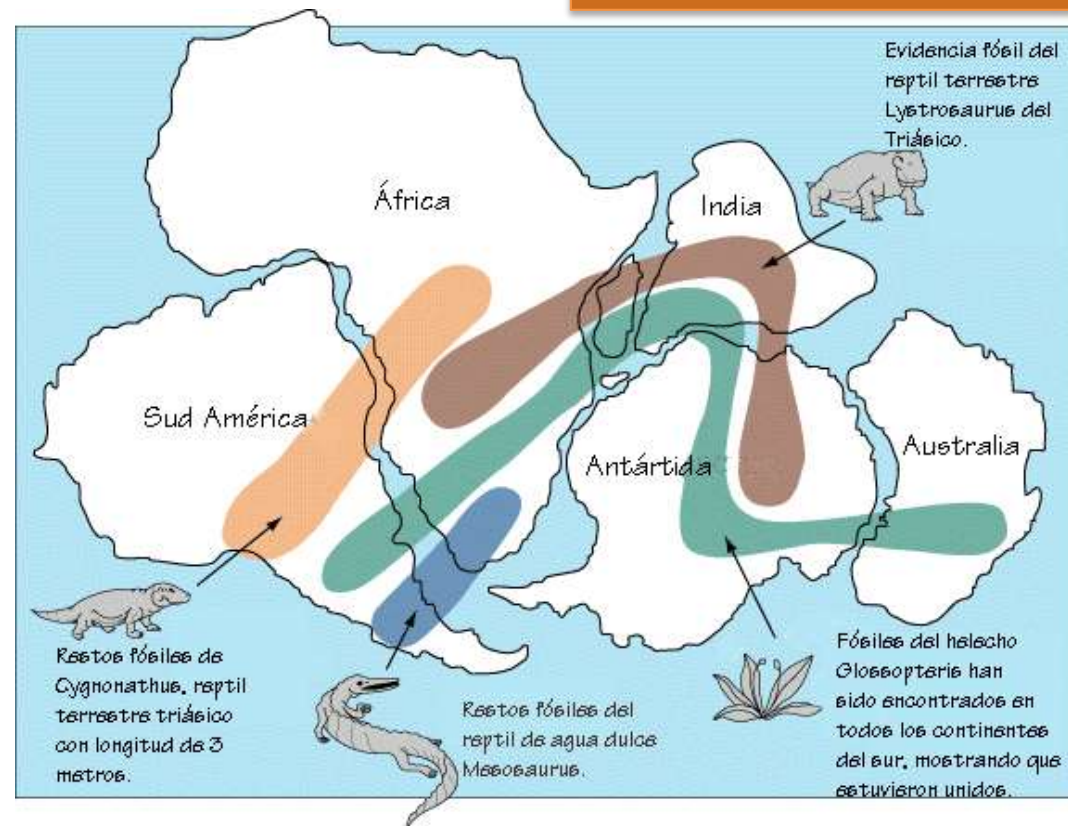 Evidencia fósil del
reptil terrestre
Lystrosaurus del
Triásico.
África
India
Sud América
Antártida
Australia
Restos fósiles de
Cygnonathus, reptil
terrestre triásico
con longitud de 3
metros.
Restos fósiles del
reptil de agua dulce
Mesosaurus.
Fósiles del helecho
Glossopteris han
sido encontrados en
todos los continentes
del sur, mostrando que
estuvieron unidos.